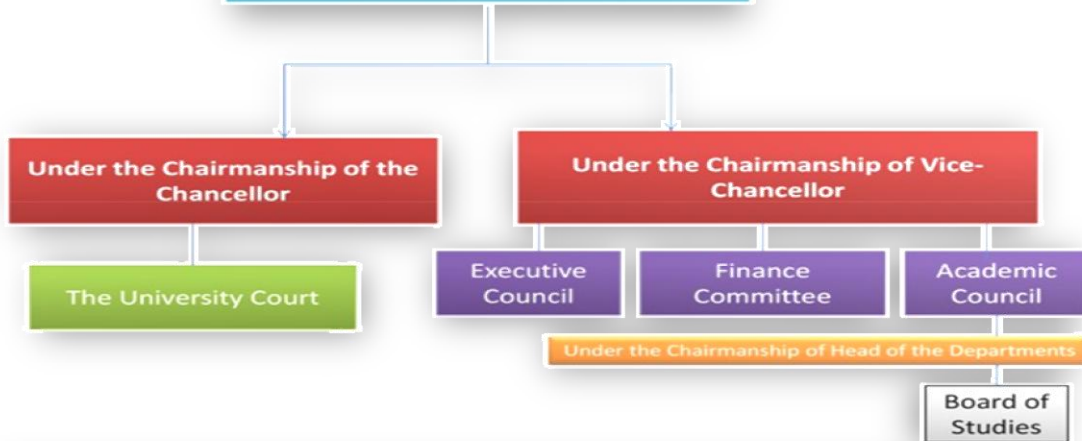 Under the Chairmanship of the
Chancellor
Under the Chairmanship of Vice-
Chancellor
The University Court
Executive
Council
Finance
Committee
Academic
Council
Under the Chairmanship of Head of the Departments
Board of
Studies